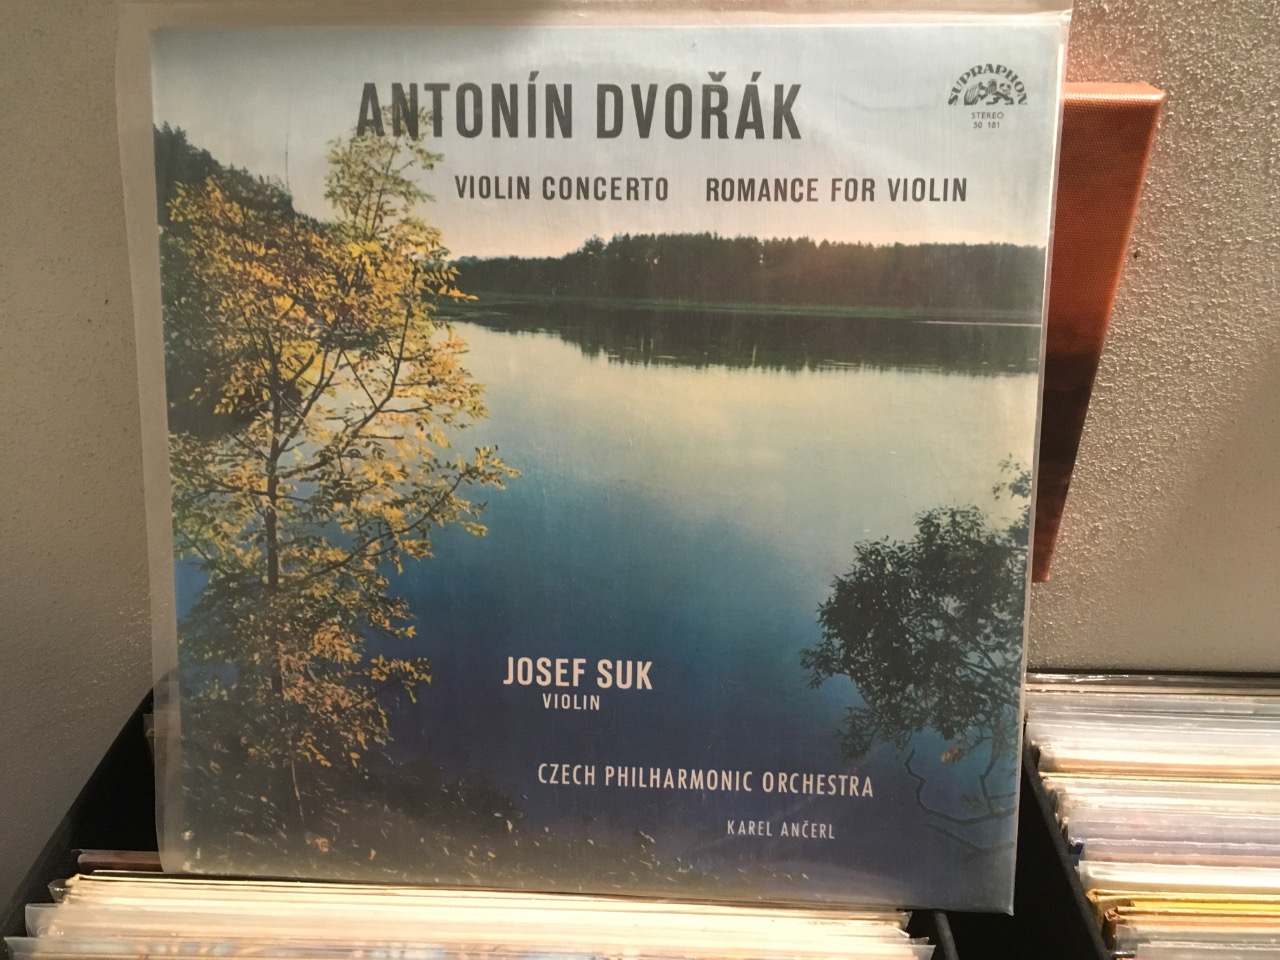 ANTONÍN DVOŘÁK
SUPRAPHON
STEREO
50 181
VIOLIN CONCERTO ROMANCE FOR VIOLIN
JOSEF SUK
VIOLIN
CZECH PHILHARMONIC ORCHESTRA
KAREL ANČERL